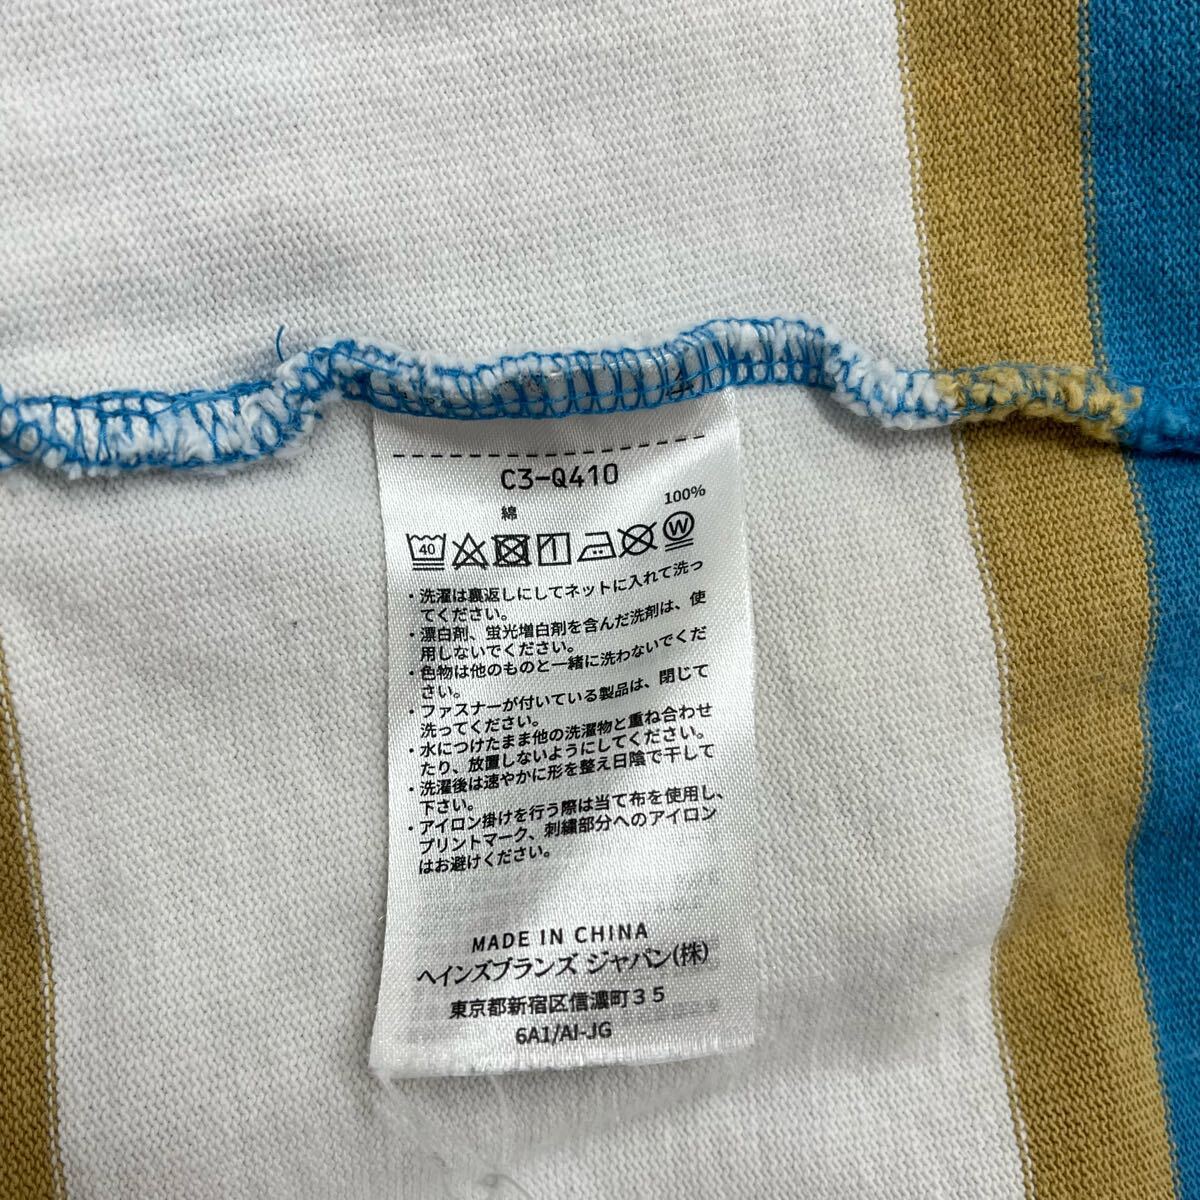 C3-Q410
綿 100%
40
W
・洗濯は裏返しにしてネットに入れて洗っ
てください。
・漂白剤、蛍光増白剤を含んだ洗剤は、使
用しないでください。
・色物は他のものと一緒に洗わないでくだ
さい。
・ファスナーが付いている製品は、閉じて
洗ってください。
・水につけたまま他の洗濯物と重ね合わせ
たり、放置しないようにしてください。
・洗濯後は速やかに形を整え日陰で干して
下さい。
・アイロン掛けを行う際は当て布を使用し、
プリントマーク、刺繍部分へのアイロン
はお避けください。
MADE IN CHINA
ヘインズブランズ ジャパン(株)
東京都新宿区信濃町35
6A1/AI-JG